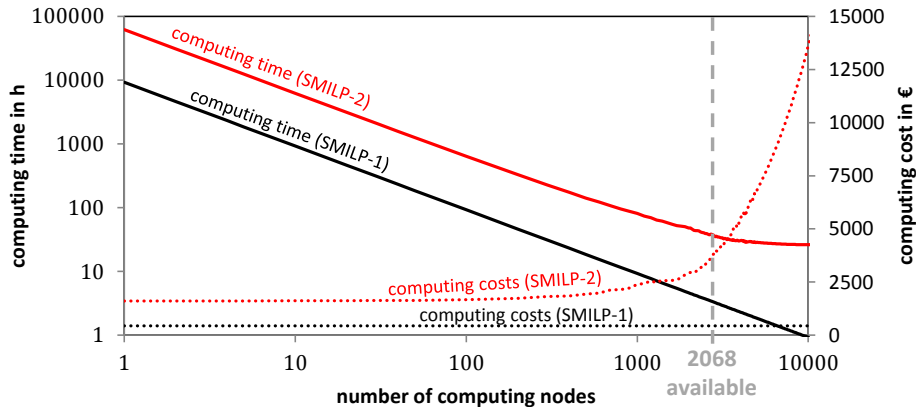 100000
10000
1000
100
10
1
computing time in h
computing time (SMILP-2)
computing time (SMILP-1)
computing costs (SMILP-2)
computing costs (SMILP-1)
15000
12500
10000
7500
5000
2500
0
computing cost in €
1
10
100
1000
10000
2068
available
number of computing nodes